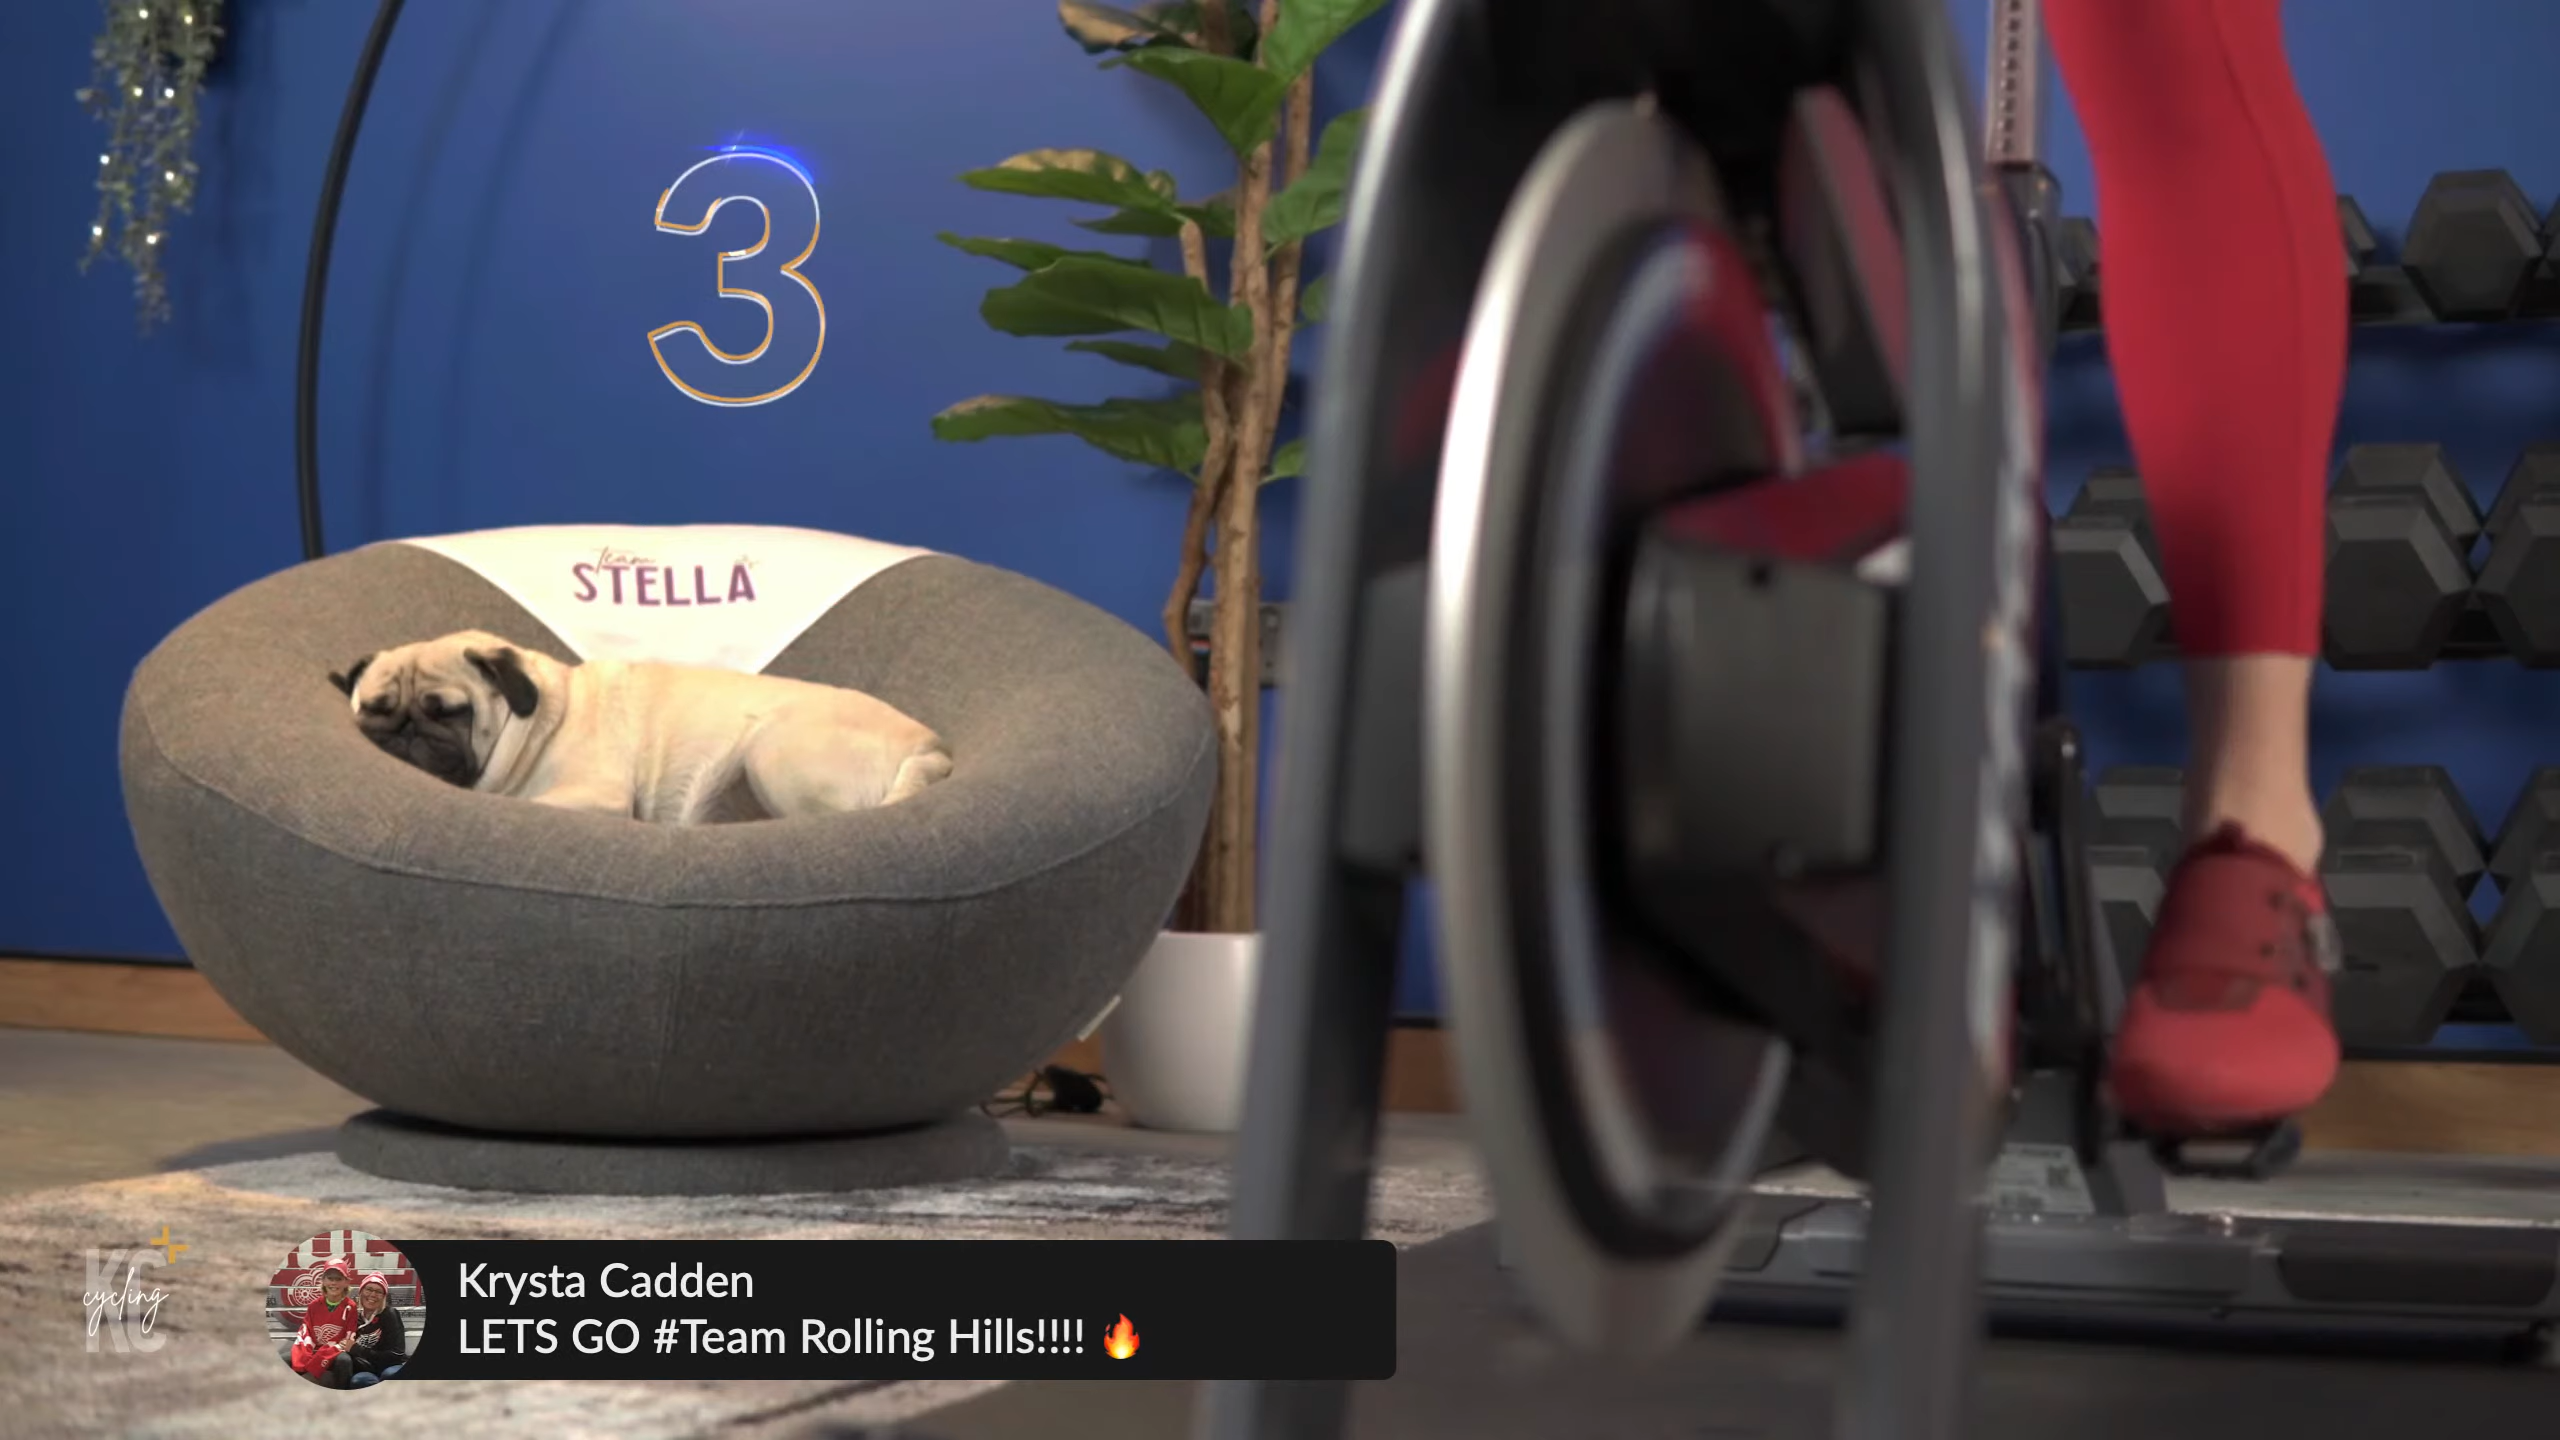 3
team
STELLA
KC+
cycling
Krysta Cadden
LETS GO #Team Rolling Hills!!!! 🔥